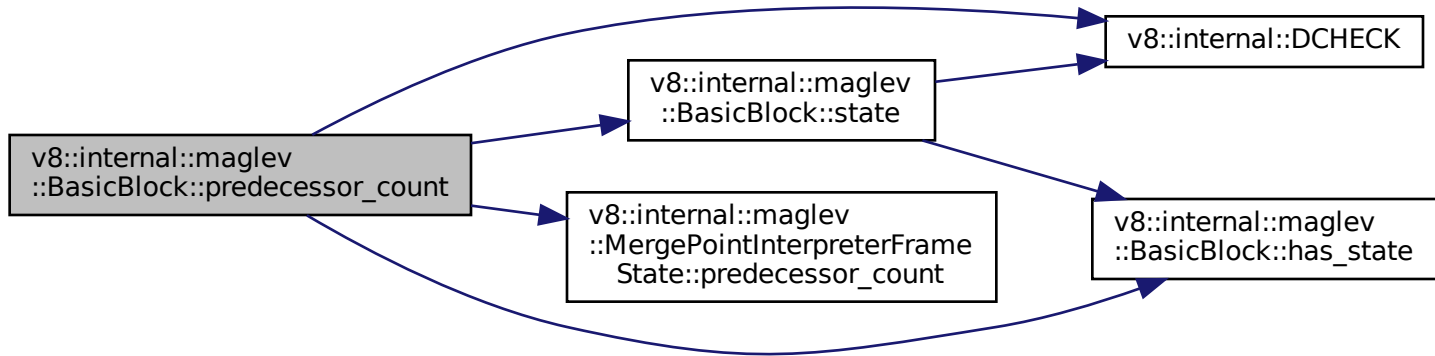 v8::internal::maglev
::BasicBlock::predecessor_count
v8::internal::DCHECK
v8::internal::maglev
::BasicBlock::state
v8::internal::maglev
::MergePointInterpreterFrame
State::predecessor_count
v8::internal::maglev
::BasicBlock::has_state